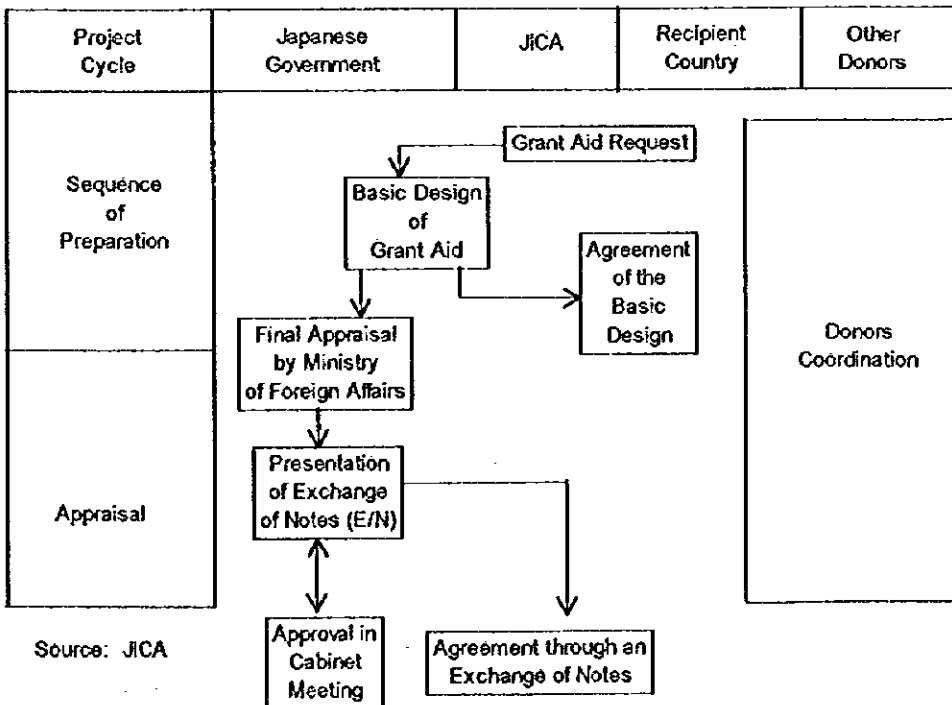 Project
Cycle
Japanese
Government
JICA
Recipient
Country
Other
Donors
Sequence
of
Preparation
Grant Aid Request
Basic Design
of
Grant Aid
Agreement
of the
Basic
Design
Final Appraisal
by Ministry
of Foreign Affairs
Donors
Coordination
Appraisal
Presentation
of Exchange
of Notes (E/N)
Approval in
Cabinet
Meeting
Agreement through an
Exchange of Notes
Source: JICA